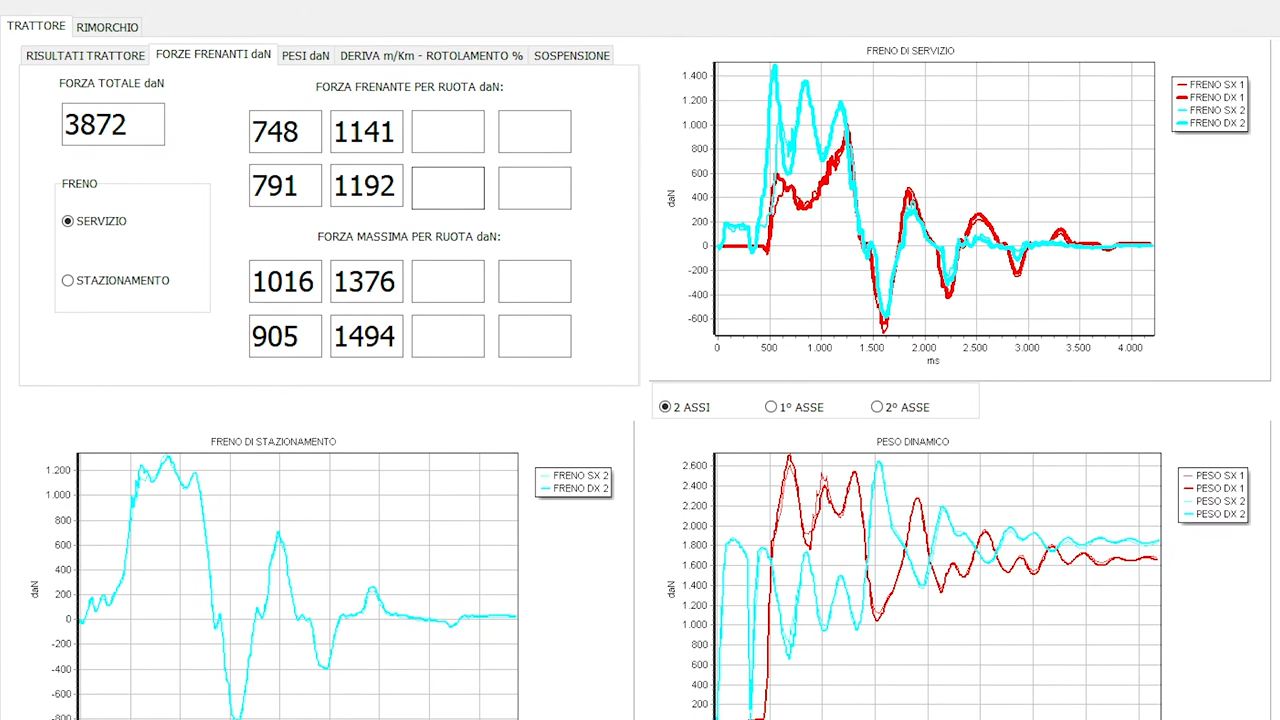 TRATTORE RIMORCHIO
RISULTATI TRATTORE FORZE FRENANTI daN PESI daN DERIVA m/Km - ROTOLAMENTO % SOSPENSIONE
FORZA TOTALE daN
3872
FRENO
SERVIZIO
STAZIONAMENTO
FORZA FRENANTE PER RUOTA daN:
748 1141
791 1192
FORZA MASSIMA PER RUOTA daN:
1016 1376
905 1494
FRENO DI SERVIZIO
1.400
1.200
1.000
800
600
400
200
0
-200
-400
-600
daN
0 500 1.000 1.500 2.000 2.500 3.000 3.500 4.000
ms
FRENO SX 1
FRENO DX 1
FRENO SX 2
FRENO DX 2
2 ASSI 1° ASSE 2° ASSE
FRENO DI STAZIONAMENTO
1.200
1.000
800
600
400
200
0
-200
-400
-600
-800
daN
FRENO SX 2
FRENO DX 2
PESO DINAMICO
2.600
2.400
2.200
2.000
1.800
1.600
1.400
1.200
1.000
800
600
400
200
daN
PESO SX 1
PESO DX 1
PESO SX 2
PESO DX 2